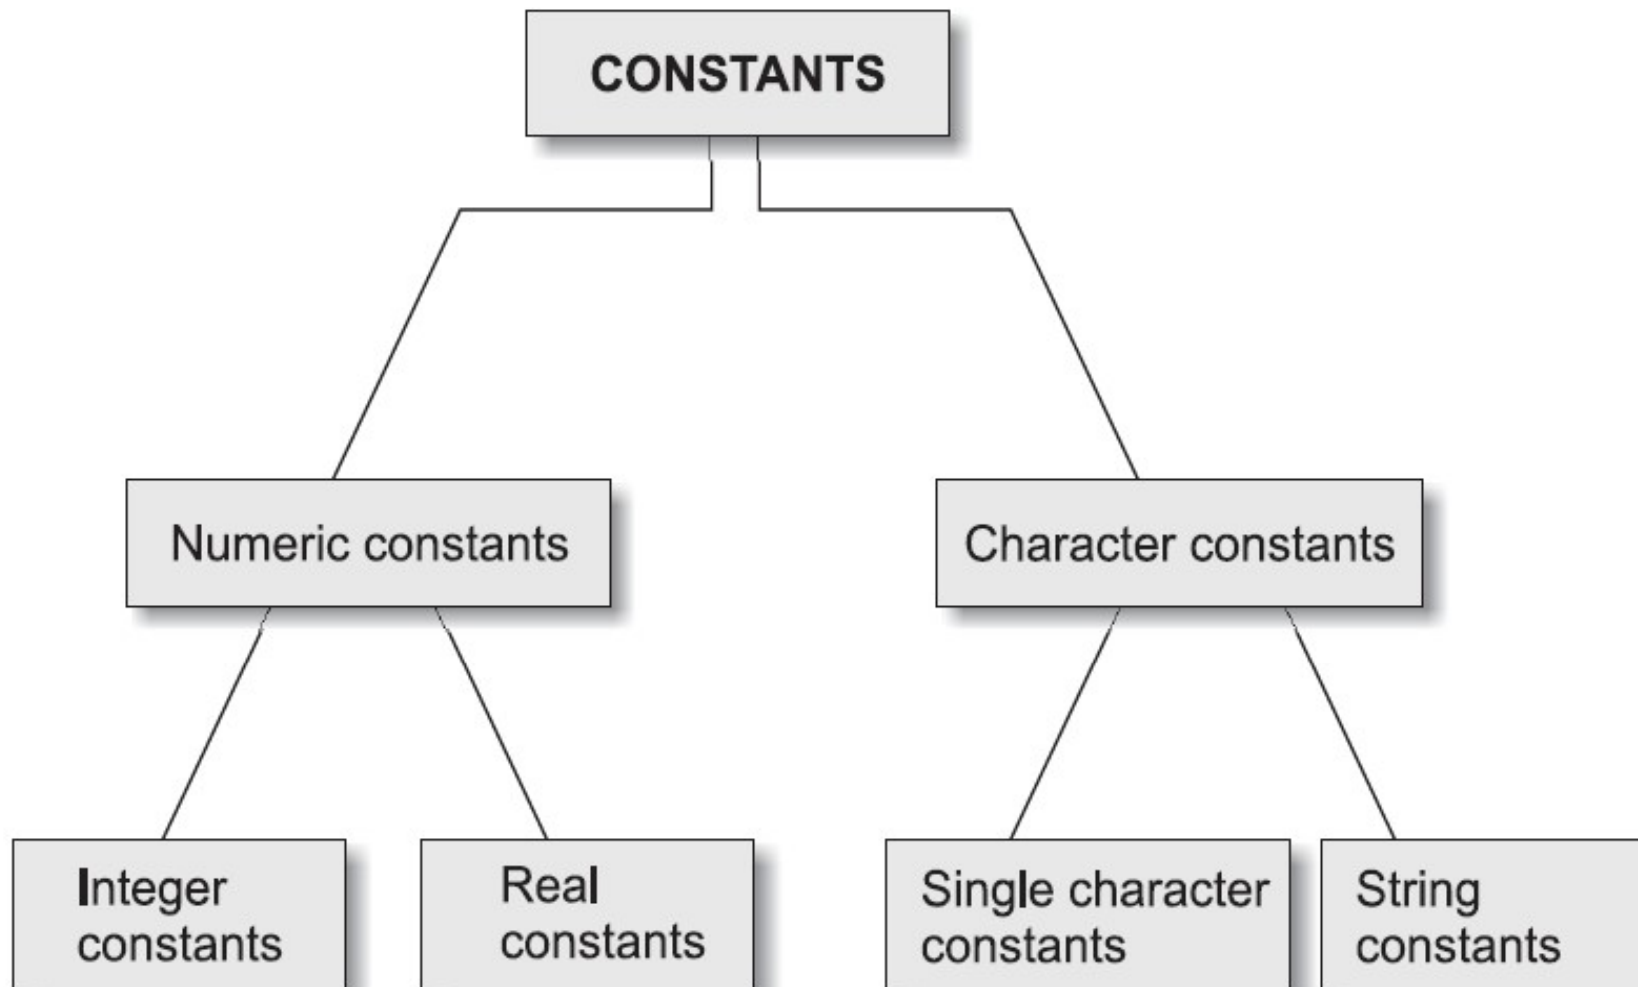 CONSTANTS
Numeric constants
Character constants
Integer
constants
Real
constants
Single character
constants
String
constants